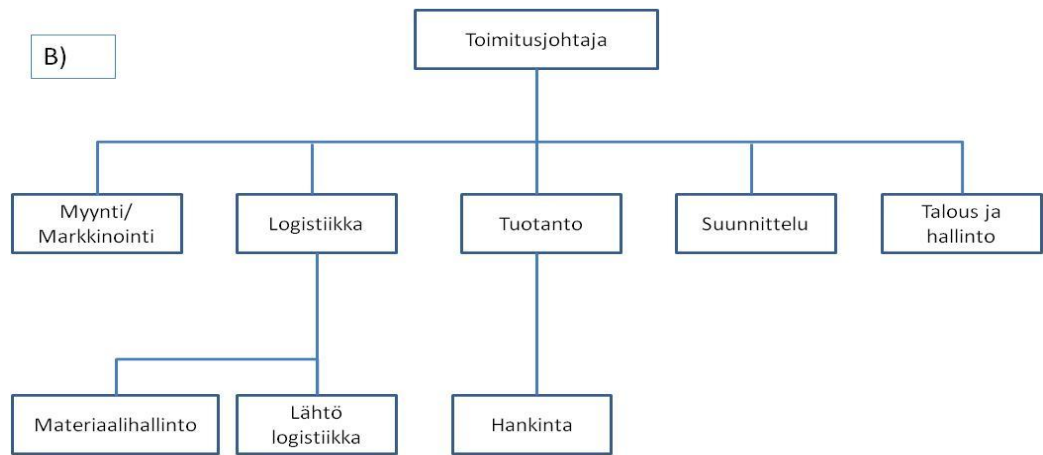 B)
Toimitusjohtaja
Myynti/
Markkinointi
Logistiikka
Tuotanto
Suunnittelu
Talous ja
hallinto
Materiaalihallinto
Lähtö
logistiikka
Hankinta